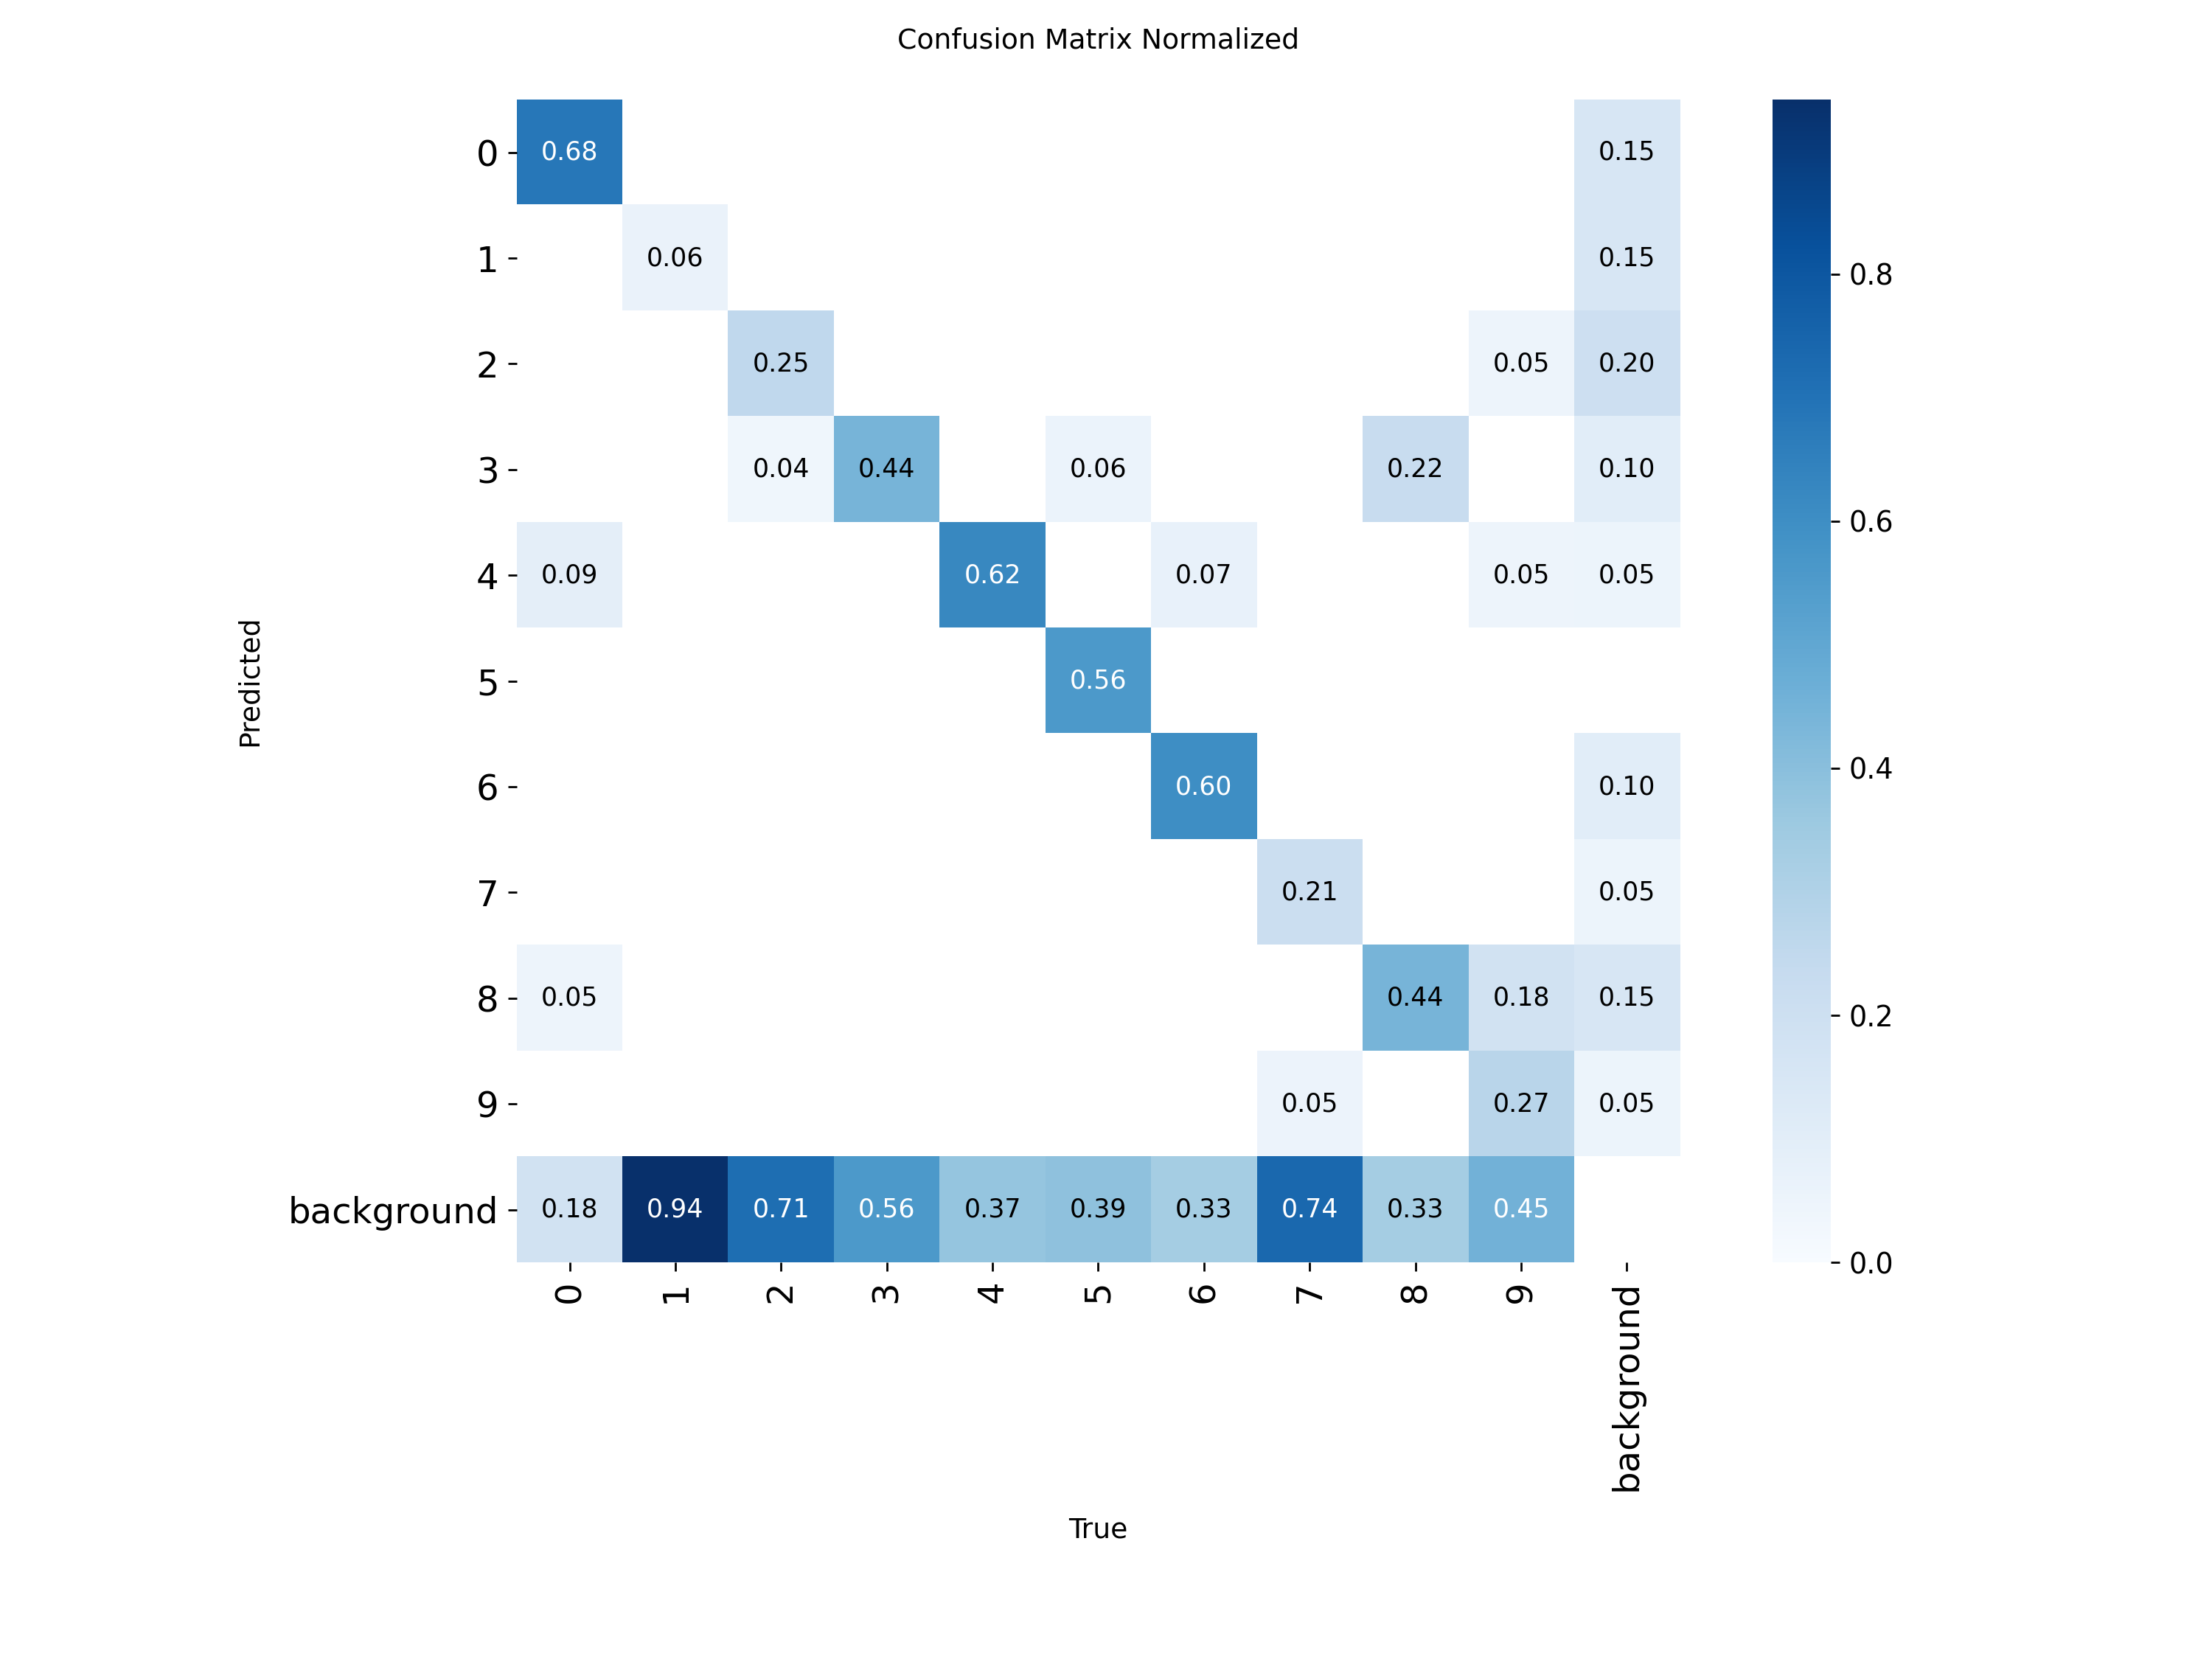 Confusion Matrix Normalized
0 0.68 0.15
1 0.06 0.15 0.8
2 0.25 0.05 0.20
3 0.04 0.44 0.06 0.22 0.10 0.6
4 0.09 0.62 0.07 0.05 0.05
Predicted
5 0.56
6 0.60 0.10 0.4
7 0.21 0.05
8 0.05 0.44 0.18 0.15 0.2
9 0.05 0.27 0.05
background 0.18 0.94 0.71 0.56 0.37 0.39 0.33 0.74 0.33 0.45 0.0
0 1 2 3 4 5 6 7 8 9 background
True